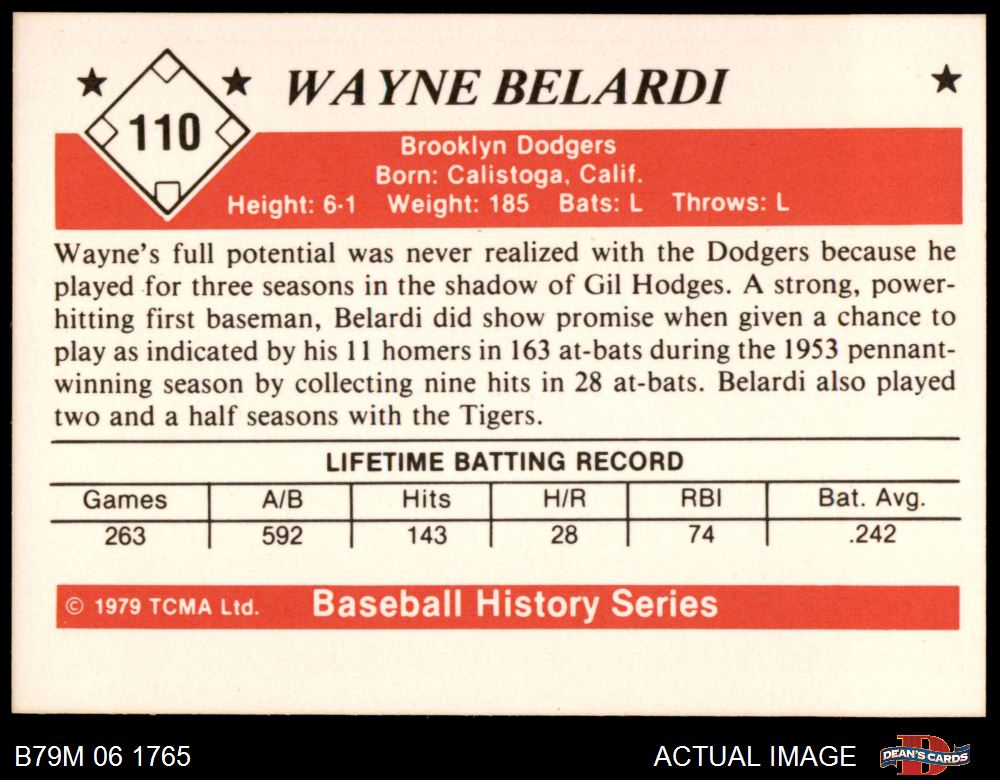 110
WAYNE BELARDI
Brooklyn Dodgers
Born: Calistoga, Calif.
Height: 6-1 Weight: 185 Bats: L Throws: L
Wayne's full potential was never realized with the Dodgers because he
played for three seasons in the shadow of Gil Hodges. A strong, power-
hitting first baseman, Belardi did show promise when given a chance to
play as indicated by his 11 homers in 163 at-bats during the 1953 pennant-
winning season by collecting nine hits in 28 at-bats. Belardi also played
two and a half seasons with the Tigers.
LIFETIME BATTING RECORD
Games A/B Hits H/R RBI Bat. Avg.
263 592 143 28 74 .242
© 1979 TCMA Ltd. Baseball History Series
B79M 06 1765 ACTUAL IMAGE DEAN'S CARDS